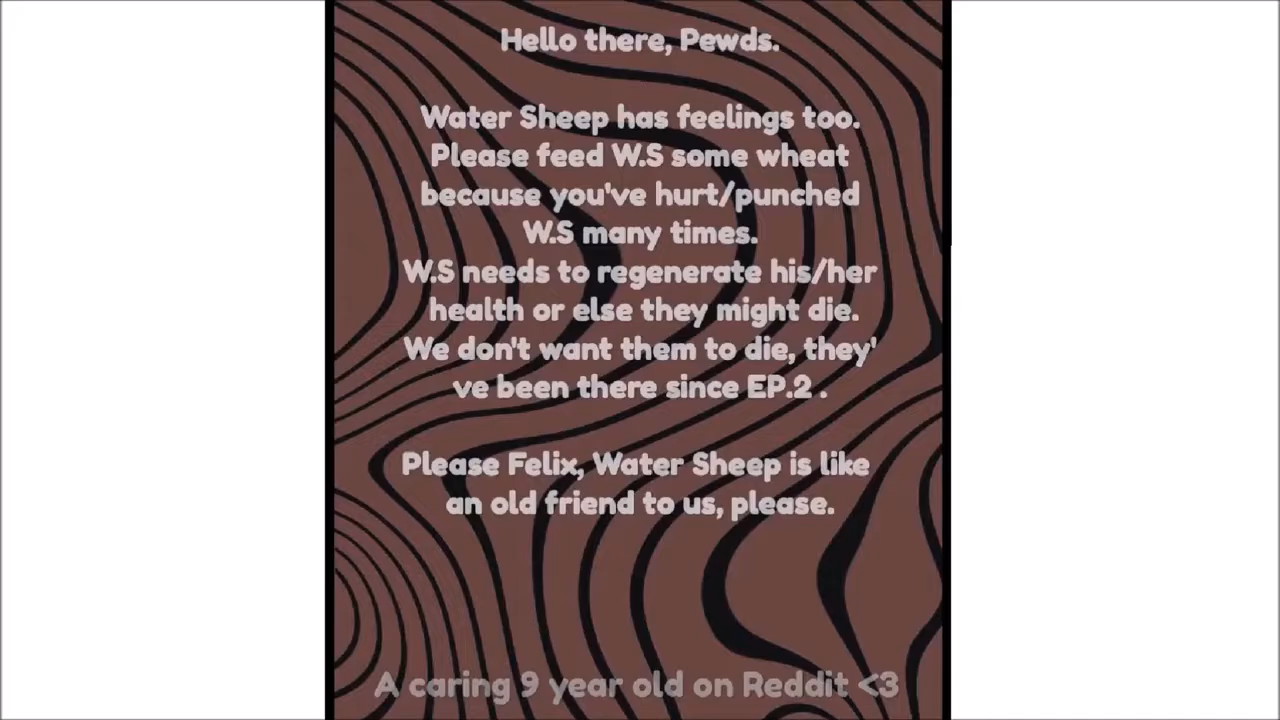 Hello there, Pewds.
Water Sheep has feelings too.
Please feed W.S some wheat
because you've hurt/punched
W.S many times.
W.S needs to regenerate his/her
health or else they might die.
We don't want them to die, they'
ve been there since EP.2 .
Please Felix, Water Sheep is like
an old friend to us, please.
A caring 9 year old on Reddit <3